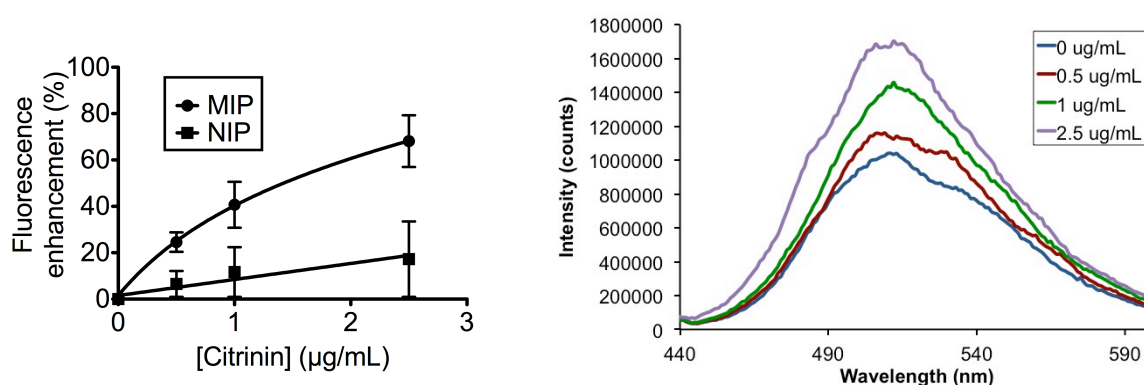 Fluorescence
enhancement (%)
100
80
60
40
20
0
MIP
NIP
0 1 2 3
[Citrinin] (µg/mL)
Intensity (counts)
1800000
1600000
1400000
1200000
1000000
800000
600000
400000
200000
0
0 ug/mL
0.5 ug/mL
1 ug/mL
2.5 ug/mL
440 490 540 590
Wavelength (nm)